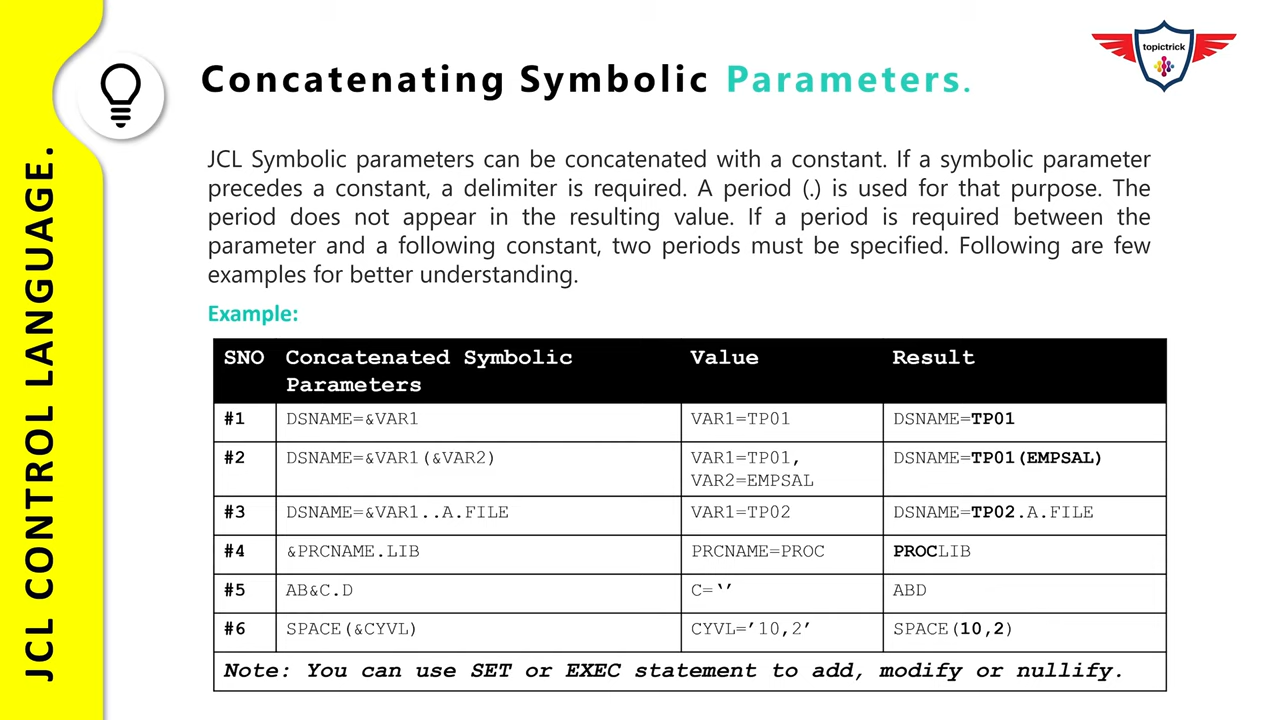 topictrick
Concatenating Symbolic Parameters.
JCL CONTROL LANGUAGE.
JCL Symbolic parameters can be concatenated with a constant. If a symbolic parameter
precedes a constant, a delimiter is required. A period (.) is used for that purpose. The
period does not appear in the resulting value. If a period is required between the
parameter and a following constant, two periods must be specified. Following are few
examples for better understanding.
Example:
SNO Concatenated Symbolic Value Result
Parameters
#1 DSNAME=&VAR1 VAR1=TP01 DSNAME=TP01
#2 DSNAME=&VAR1(&VAR2) VAR1=TP01, DSNAME=TP01(EMPSAL)
VAR2=EMPSAL
#3 DSNAME=&VAR1..A.FILE VAR1=TP02 DSNAME=TP02.A.FILE
#4 &PRCNAME.LIB PRCNAME=PROC PROCLIB
#5 AB&C.D C=‘’ ABD
#6 SPACE(&CYVL) CYVL=’10,2’ SPACE(10,2)
Note: You can use SET or EXEC statement to add, modify or nullify.